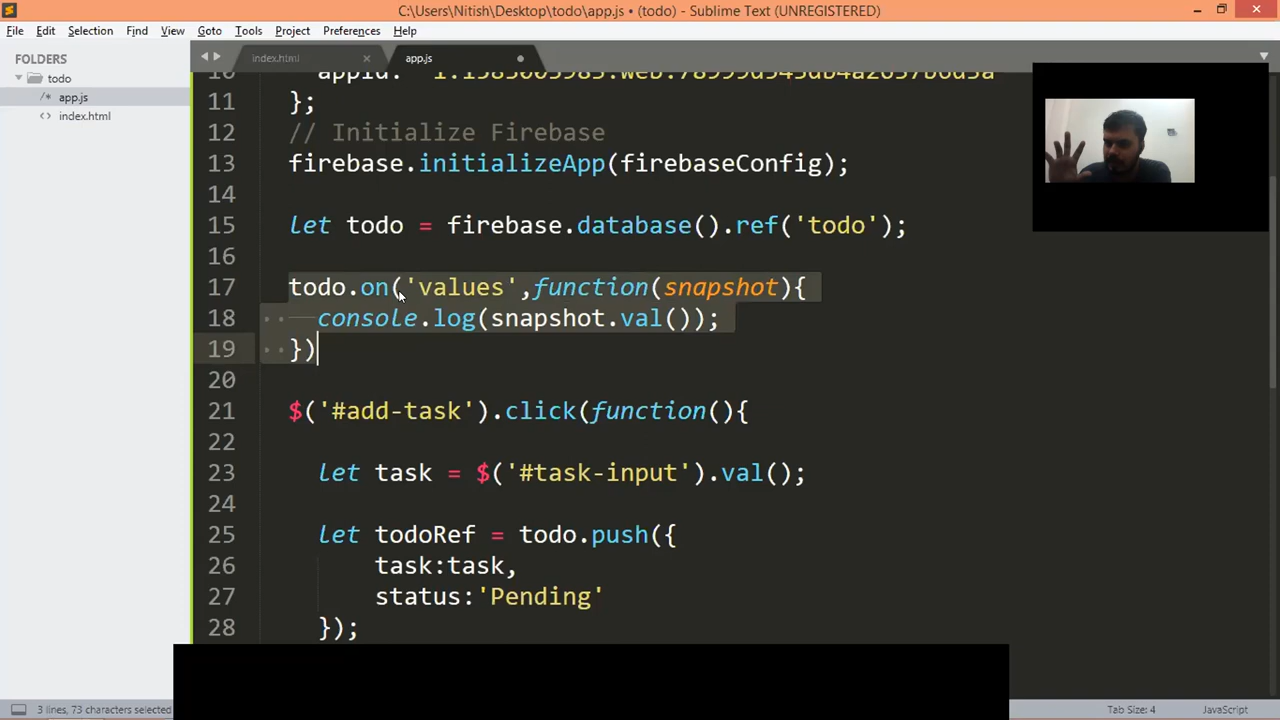 C:\Users\Nitish\Desktop\todo\app.js • (todo) - Sublime Text (UNREGISTERED)
File Edit Selection Find View Goto Tools Project Preferences Help
FOLDERS
todo
app.js
index.html
index.html
app.js
11 };
12 // Initialize Firebase
13 firebase.initializeApp(firebaseConfig);
14
15 let todo = firebase.database().ref('todo');
16
17 todo.on('values',function(snapshot){
18 console.log(snapshot.val());
19 })
20
21 $('#add-task').click(function(){
22
23 let task = $('#task-input').val();
24
25 let todoRef = todo.push({
26 task:task,
27 status:'Pending'
28 });
3 lines, 73 characters selected
Tab Size: 4
JavaScript